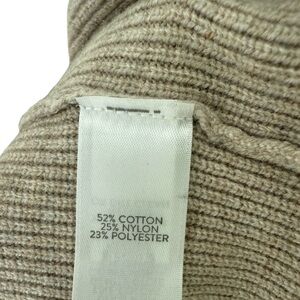 52% COTTON
25% NYLON
23% POLYESTER